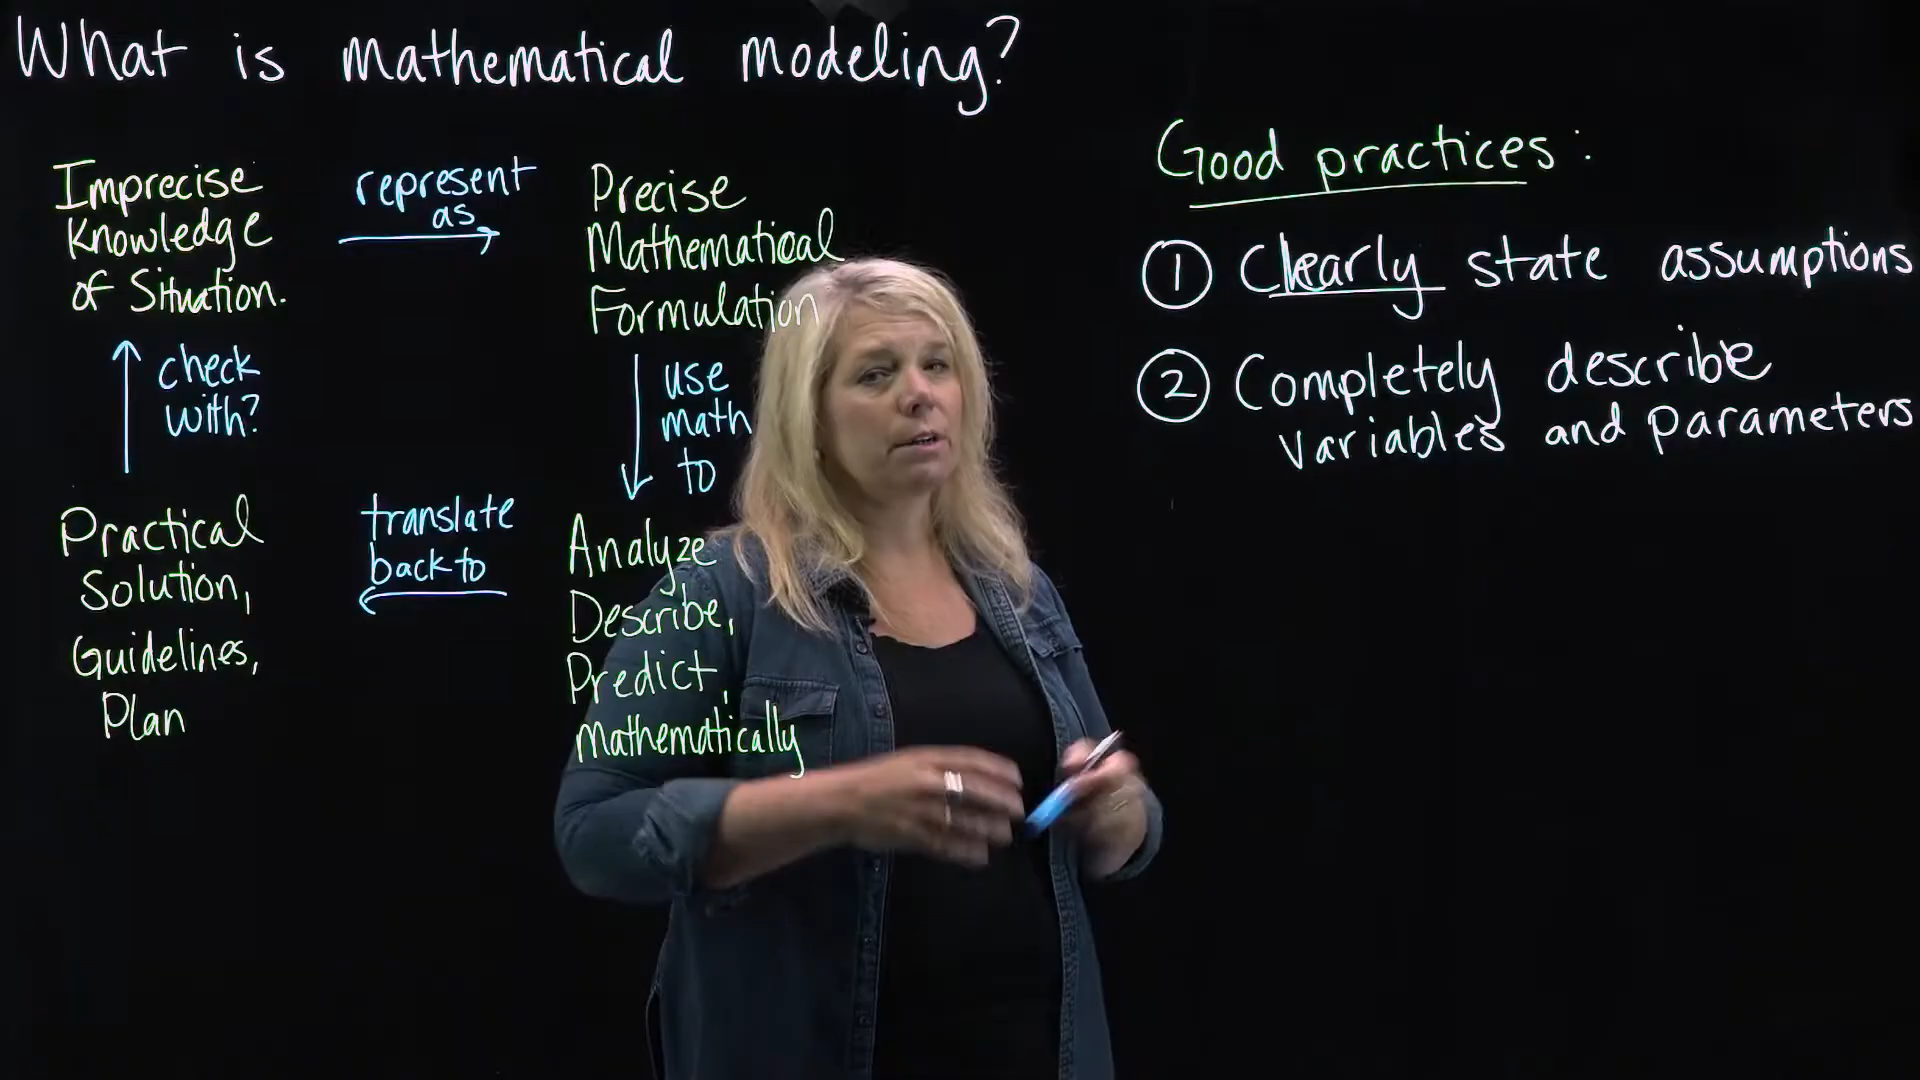 What is mathematical modeling?
Imprecise
Knowledge
of Situation.
represent
as
Precise
Mathematical
Formulation
check
with?
use
math
to
Practical
Solution,
Guidelines,
Plan
translate
back to
Analyze
Describe,
Predict,
Mathematically
Good practices:
① Clearly state assumptions
② Completely describe
variables and parameters